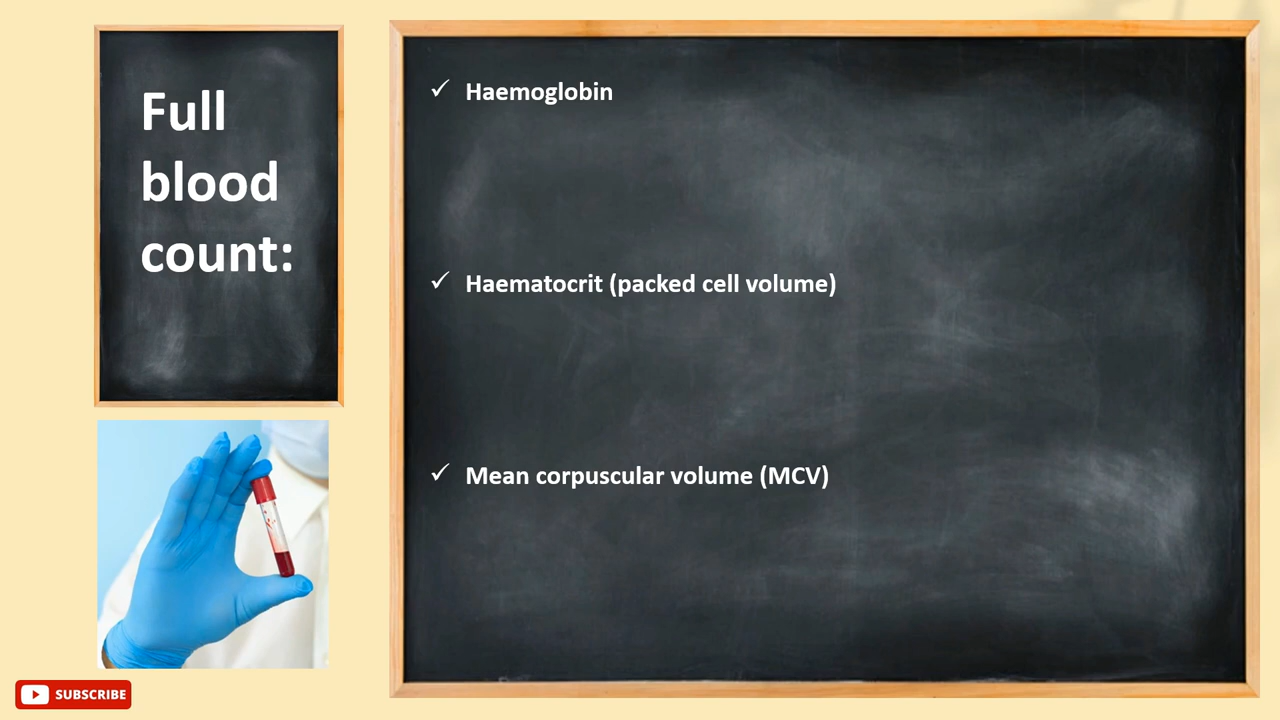 Full
blood
count:
✓ Haemoglobin
✓ Haematocrit (packed cell volume)
✓ Mean corpuscular volume (MCV)
SUBSCRIBE